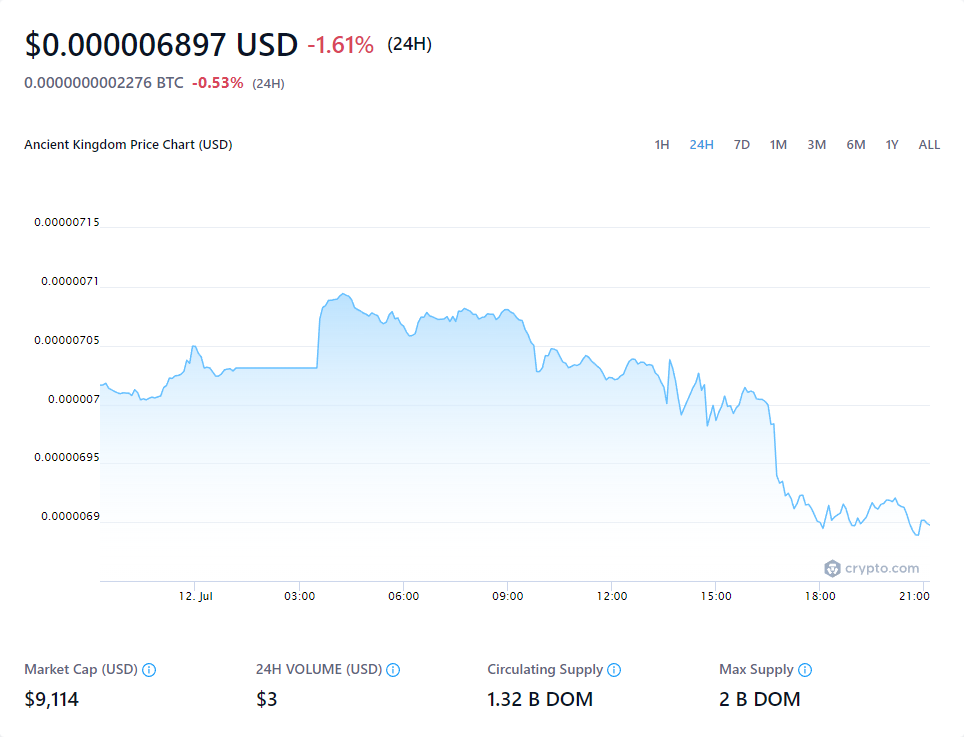 $0.000006897 USD -1.61% (24H)
0.0000000002276 BTC -0.53% (24H)
Ancient Kingdom Price Chart (USD) 1H 24H 7D 1M 3M 6M 1Y ALL
0.00000715
0.0000071
0.00000705
0.000007
0.00000695
0.0000069
crypto.com
12. Jul 03:00 06:00 09:00 12:00 15:00 18:00 21:00
Market Cap (USD) 24H VOLUME (USD) Circulating Supply Max Supply
$9,114 $3 1.32 B DOM 2 B DOM